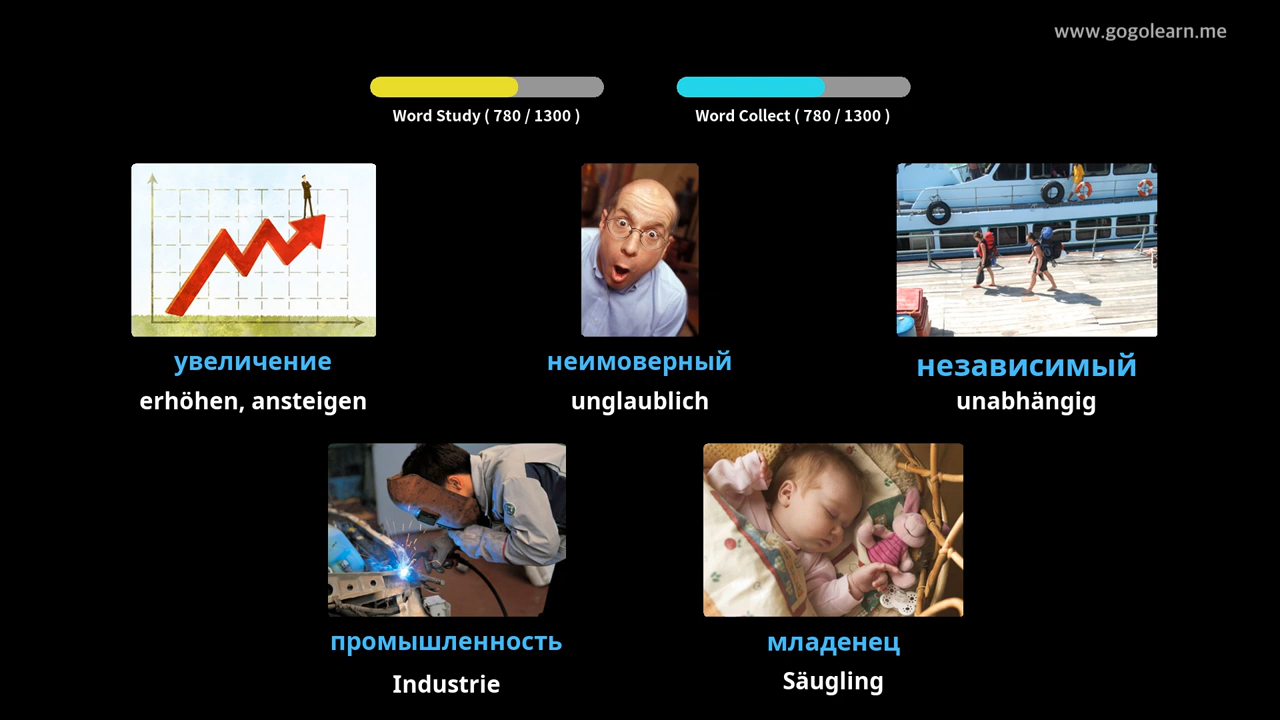 www.gogolearn.me
Word Study ( 780 / 1300 )
Word Collect ( 780 / 1300 )
увеличение
erhöhen, ansteigen
неимоверный
unglaublich
независимый
unabhängig
промышленность
Industrie
младенец
Säugling